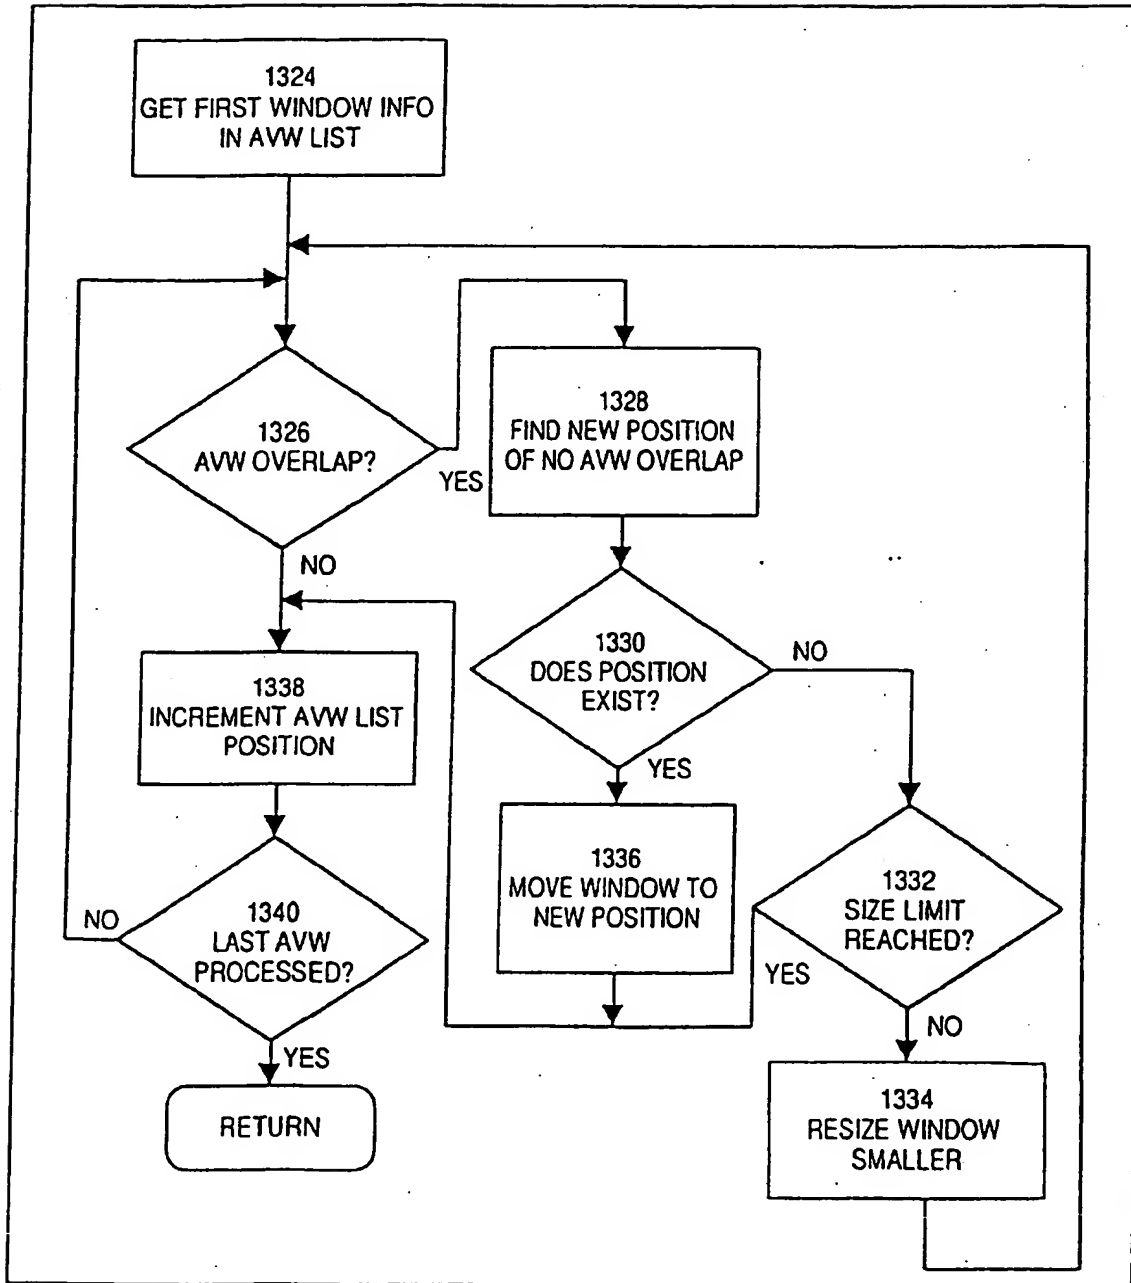 1324
GET FIRST WINDOW INFO
IN AVW LIST
1326
AVW OVERLAP?
YES
NO
1328
FIND NEW POSITION
OF NO AVW OVERLAP
1330
DOES POSITION
EXIST?
NO
YES
1338
INCREMENT AVW LIST
POSITION
1336
MOVE WINDOW TO
NEW POSITION
1332
SIZE LIMIT
REACHED?
YES
NO
1340
LAST AVW
PROCESSED?
NO
YES
RETURN
1334
RESIZE WINDOW
SMALLER